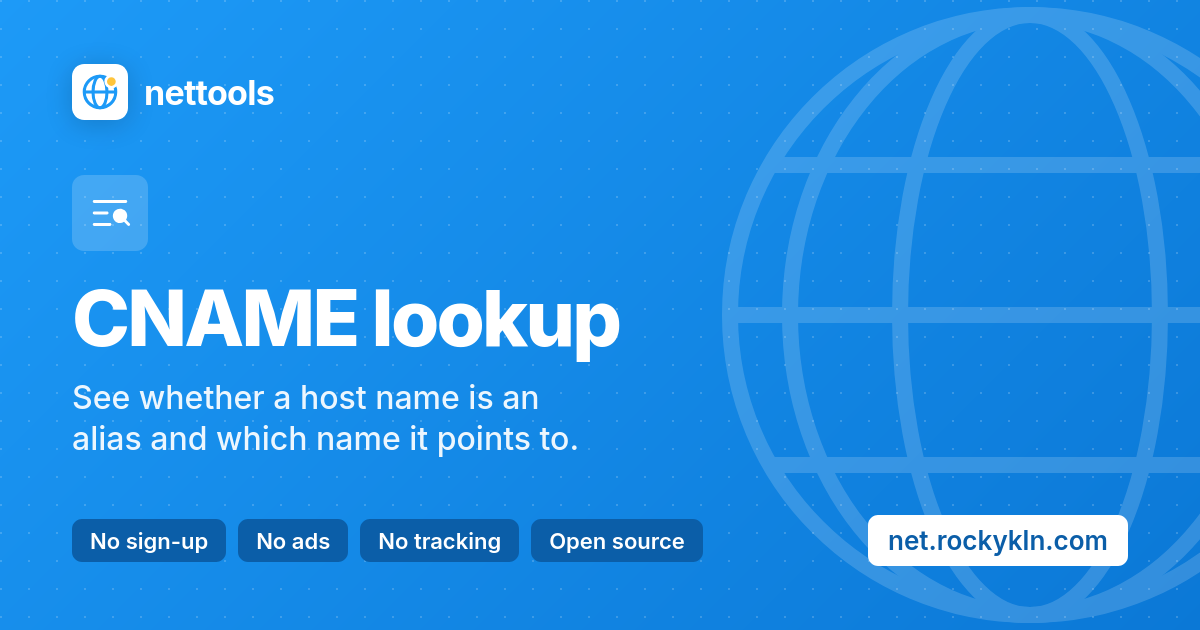 nettools
CNAME lookup
See whether a host name is an
alias and which name it points to.
No sign-up
No ads
No tracking
Open source
net.rockykln.com